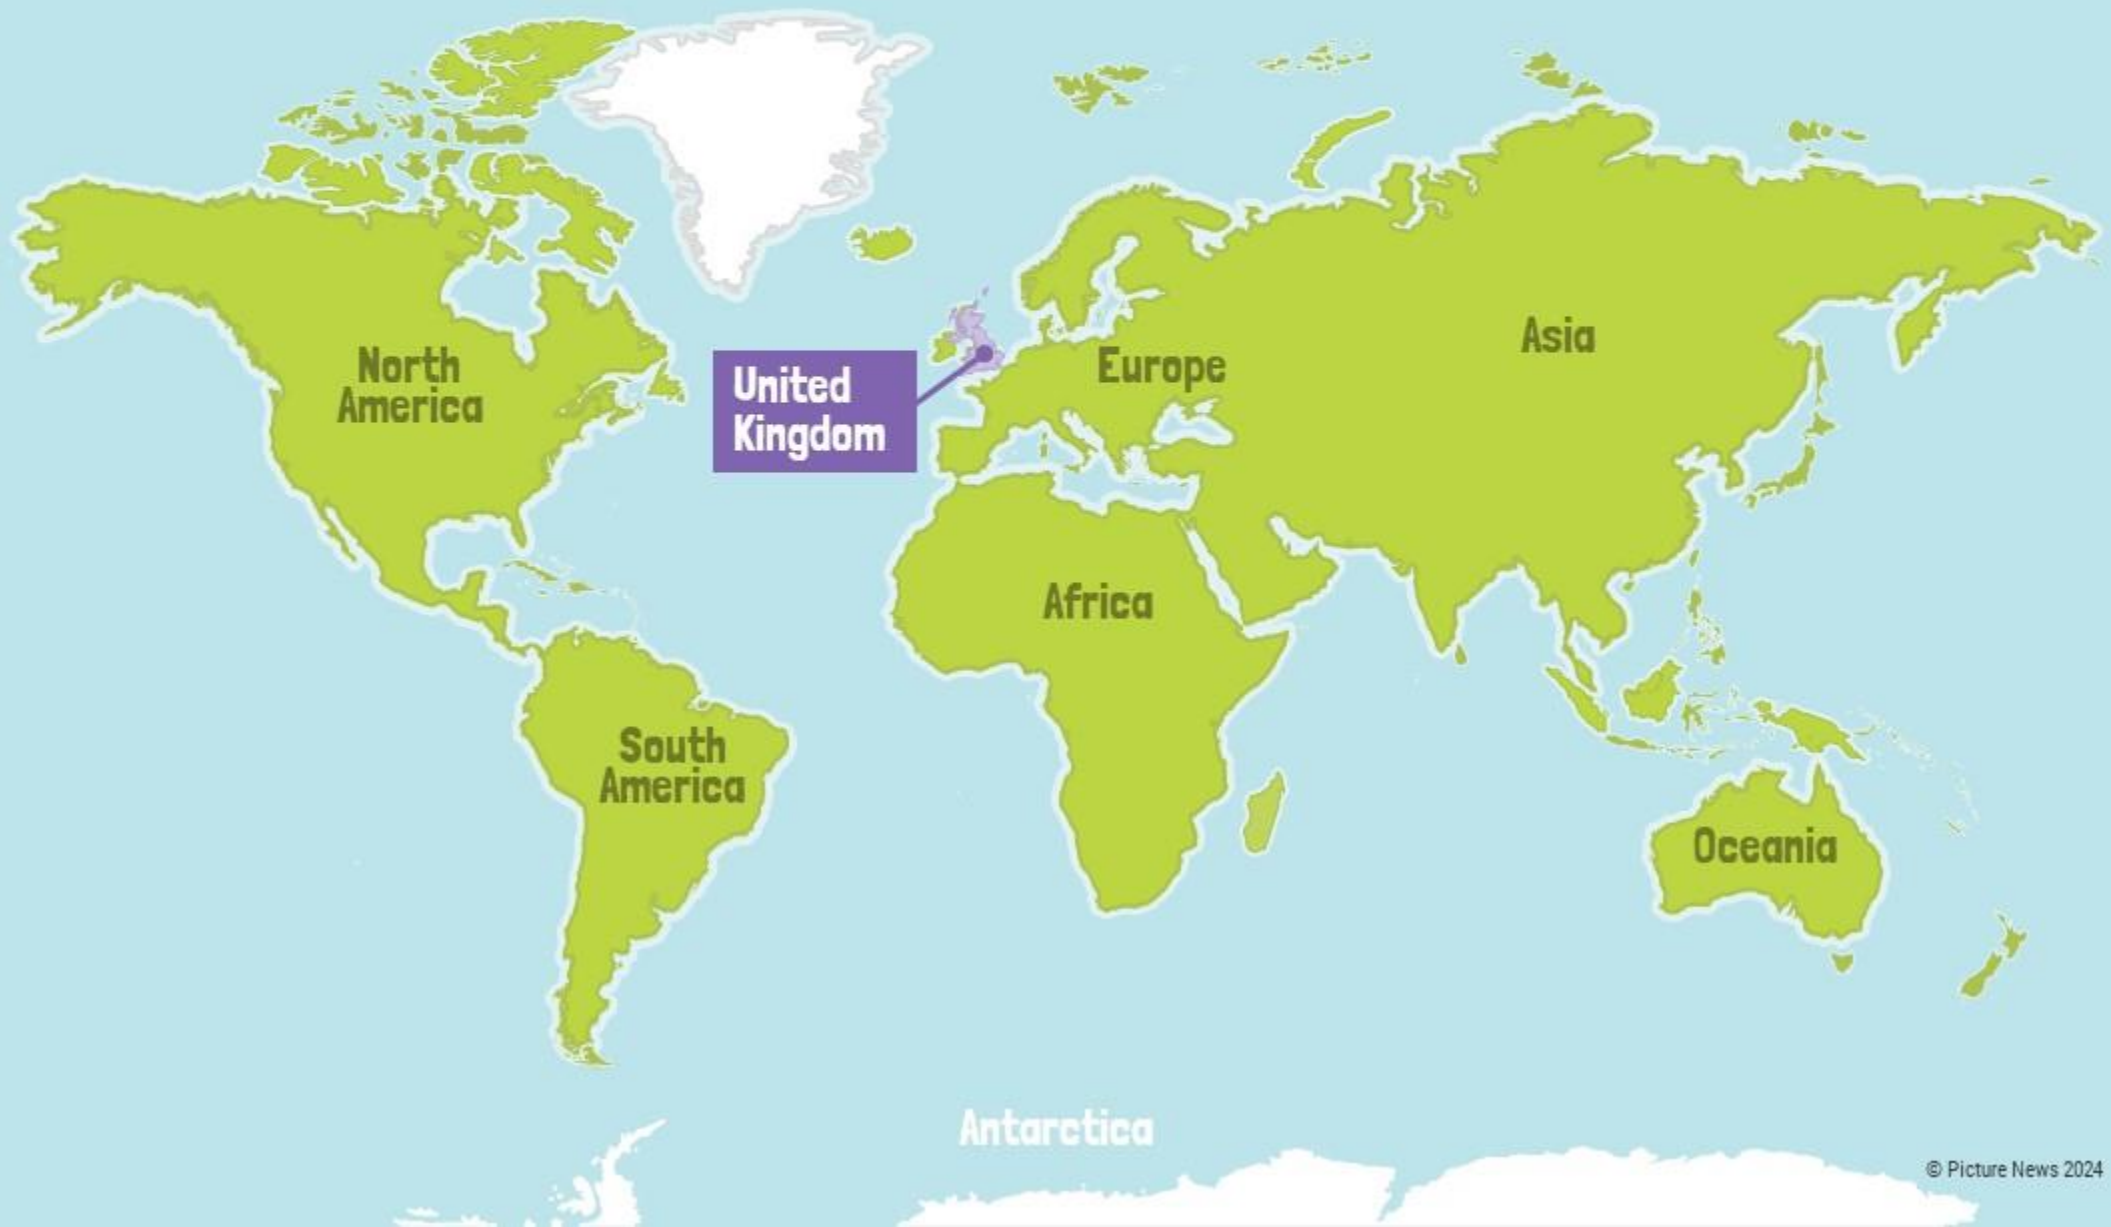 North
America
United
Kingdom
Europe
Asia
Africa
South
America
Oceania
Antarctica
© Picture News 2024